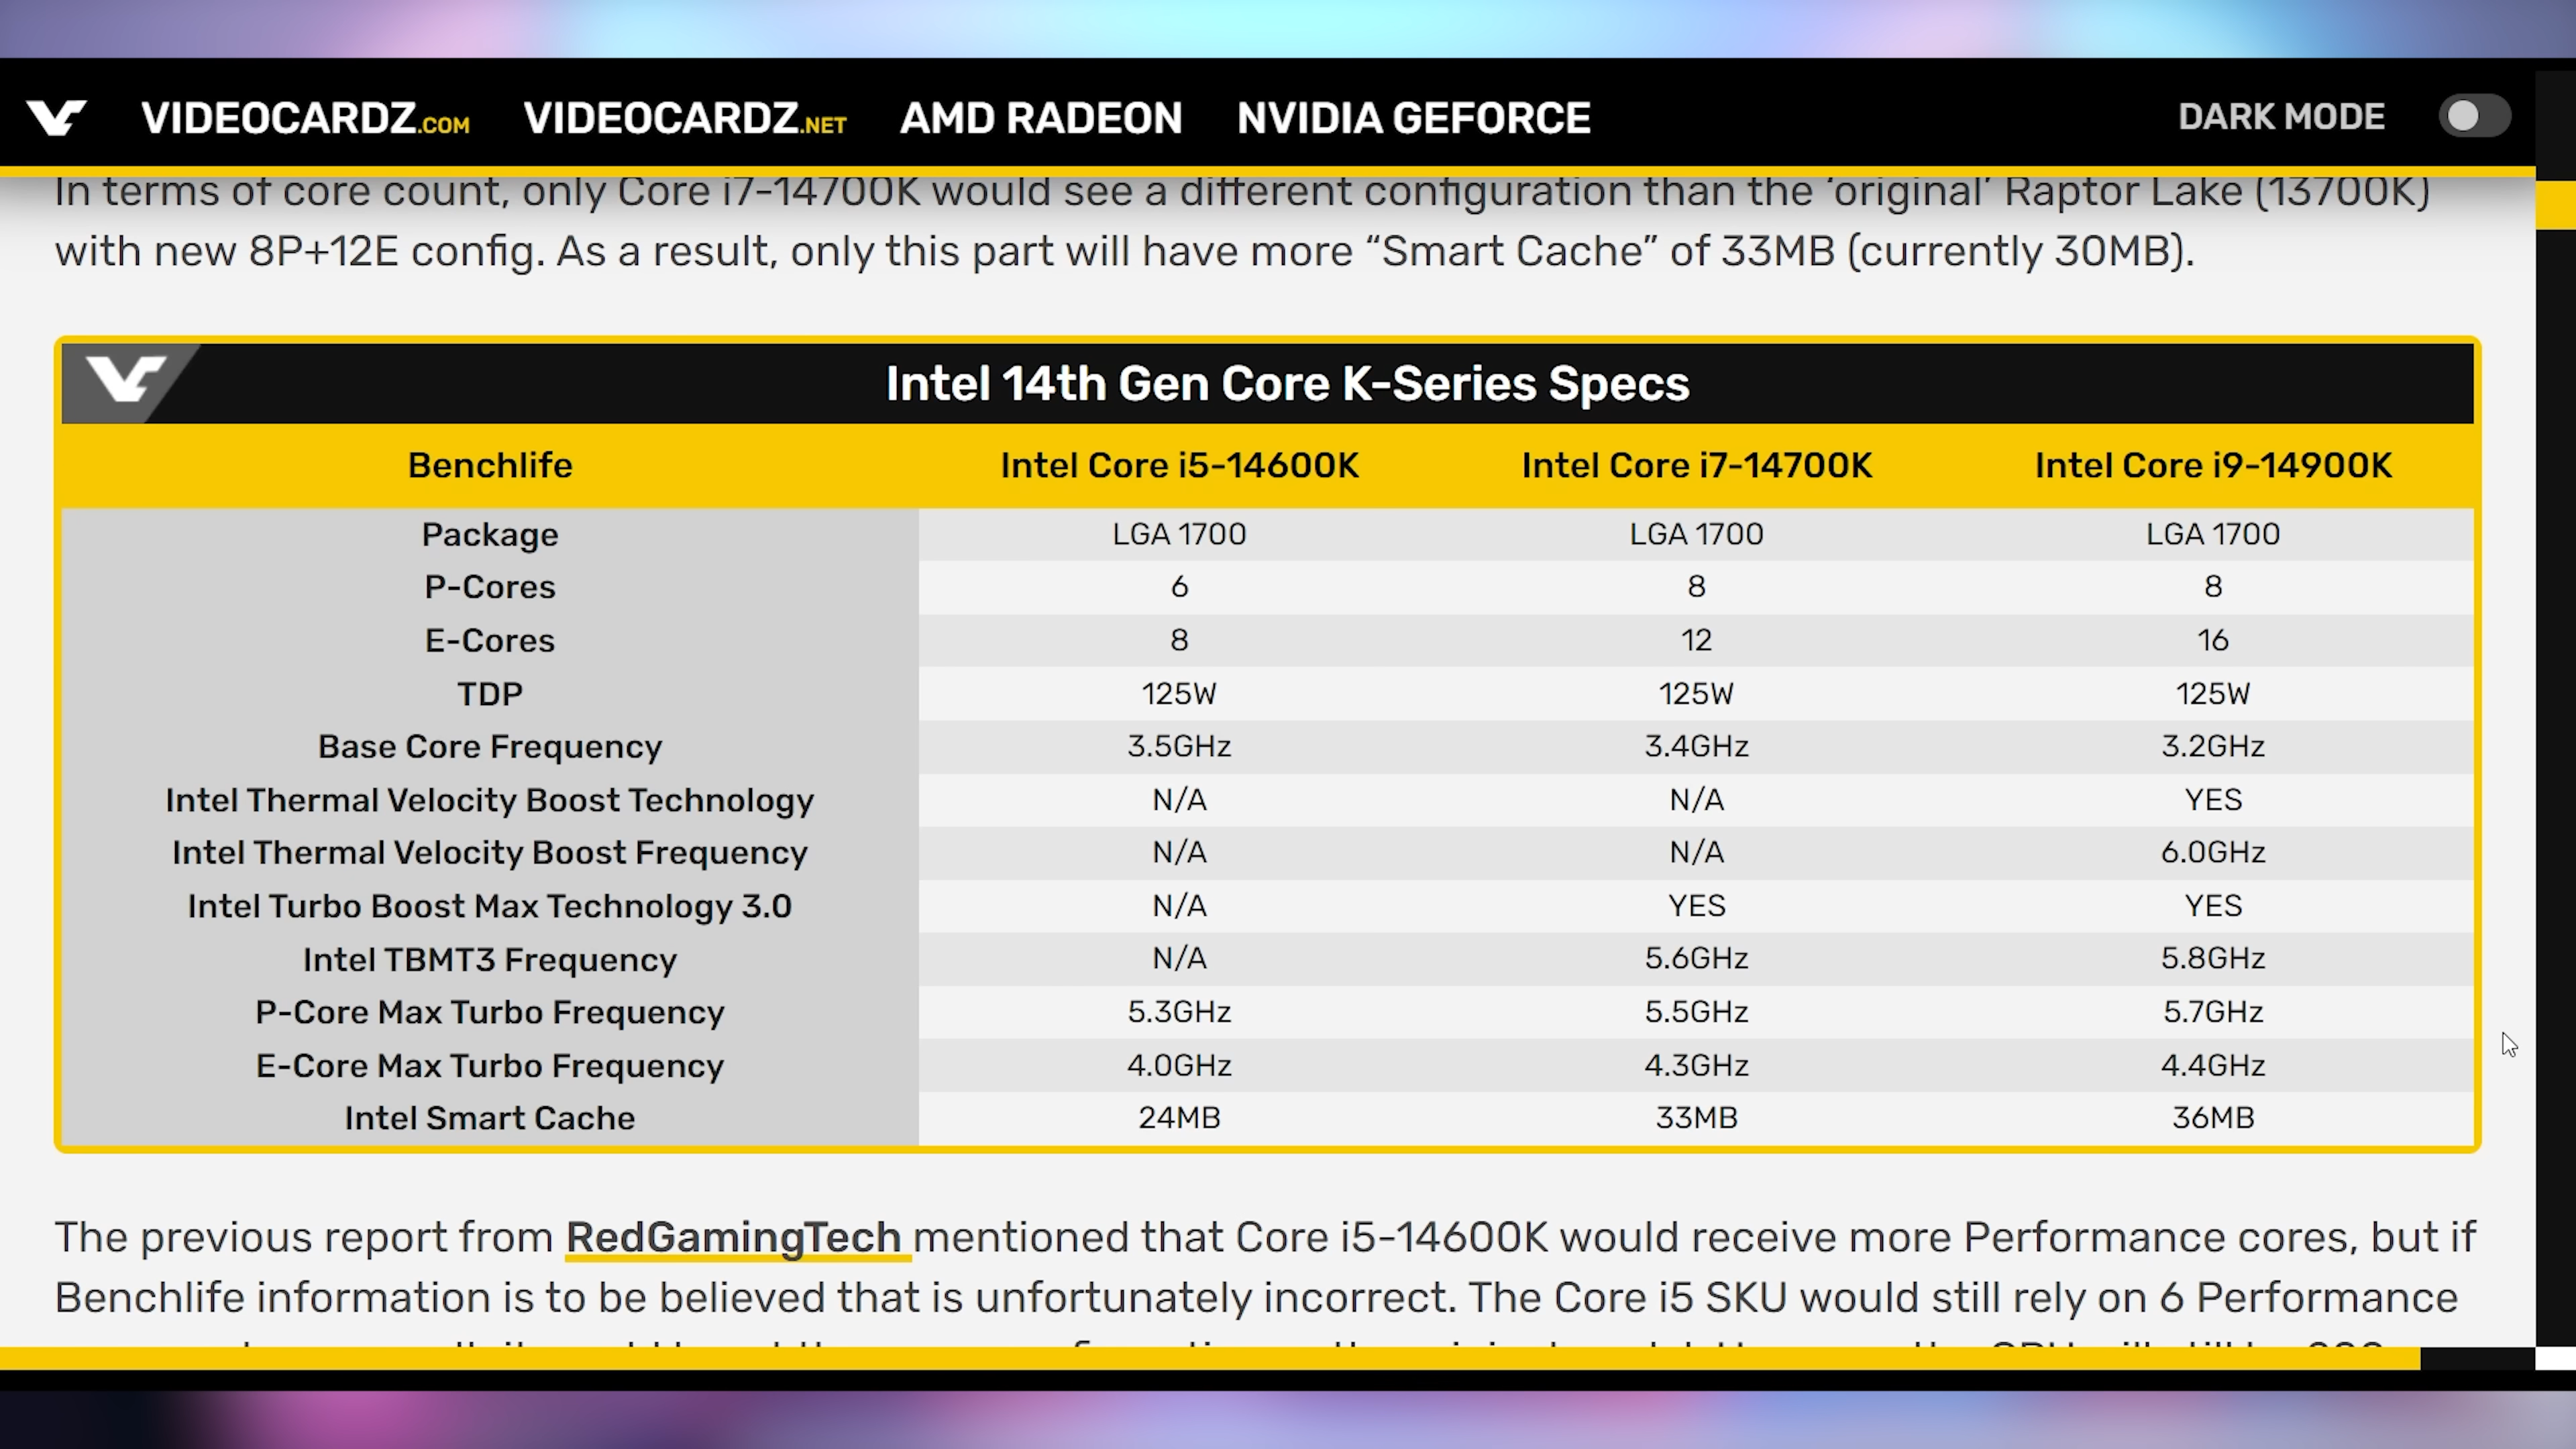 VIDEOCARDZ.COM VIDEOCARDZ.NET AMD RADEON NVIDIA GEFORCE DARK MODE
In terms of core count, only Core i7-14700K would see a different configuration than the ‘original’ Raptor Lake (13700K)
with new 8P+12E config. As a result, only this part will have more “Smart Cache” of 33MB (currently 30MB).
Intel 14th Gen Core K-Series Specs
Benchlife Intel Core i5-14600K Intel Core i7-14700K Intel Core i9-14900K
Package LGA 1700 LGA 1700 LGA 1700
P-Cores 6 8 8
E-Cores 8 12 16
TDP 125W 125W 125W
Base Core Frequency 3.5GHz 3.4GHz 3.2GHz
Intel Thermal Velocity Boost Technology N/A N/A YES
Intel Thermal Velocity Boost Frequency N/A N/A 6.0GHz
Intel Turbo Boost Max Technology 3.0 N/A YES YES
Intel TBMT3 Frequency N/A 5.6GHz 5.8GHz
P-Core Max Turbo Frequency 5.3GHz 5.5GHz 5.7GHz
E-Core Max Turbo Frequency 4.0GHz 4.3GHz 4.4GHz
Intel Smart Cache 24MB 33MB 36MB
The previous report from RedGamingTech mentioned that Core i5-14600K would receive more Performance cores, but if
Benchlife information is to be believed that is unfortunately incorrect. The Core i5 SKU would still rely on 6 Performance